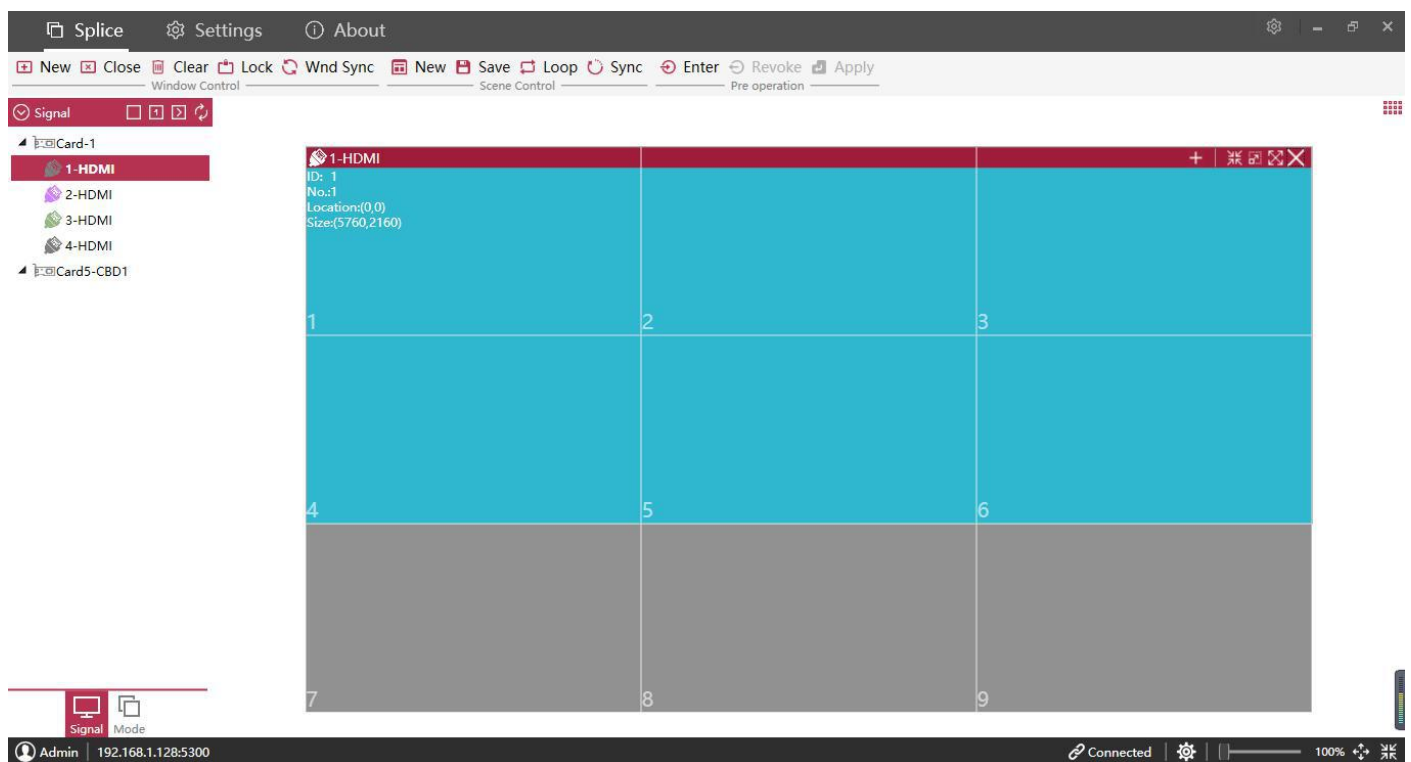 Splice Settings About
New Close Clear Lock Wnd Sync New Save Loop Sync Enter Revoke Apply
Window Control Scene Control Pre operation
Signal
Card-1
1-HDMI
2-HDMI
3-HDMI
4-HDMI
Card5-CBD1
1-HDMI
ID: 1
No.:1
Location:(0,0)
Size:(5760,2160)
1 2 3
4 5 6
7 8 9
Signal Mode
Admin 192.168.1.128:5300 Connected 100%